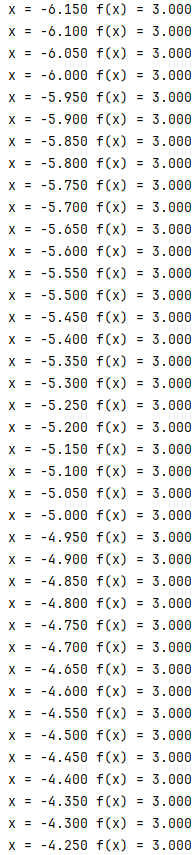 x = -6.150 f(x) = 3.000
x = -6.100 f(x) = 3.000
x = -6.050 f(x) = 3.000
x = -6.000 f(x) = 3.000
x = -5.950 f(x) = 3.000
x = -5.900 f(x) = 3.000
x = -5.850 f(x) = 3.000
x = -5.800 f(x) = 3.000
x = -5.750 f(x) = 3.000
x = -5.700 f(x) = 3.000
x = -5.650 f(x) = 3.000
x = -5.600 f(x) = 3.000
x = -5.550 f(x) = 3.000
x = -5.500 f(x) = 3.000
x = -5.450 f(x) = 3.000
x = -5.400 f(x) = 3.000
x = -5.350 f(x) = 3.000
x = -5.300 f(x) = 3.000
x = -5.250 f(x) = 3.000
x = -5.200 f(x) = 3.000
x = -5.150 f(x) = 3.000
x = -5.100 f(x) = 3.000
x = -5.050 f(x) = 3.000
x = -5.000 f(x) = 3.000
x = -4.950 f(x) = 3.000
x = -4.900 f(x) = 3.000
x = -4.850 f(x) = 3.000
x = -4.800 f(x) = 3.000
x = -4.750 f(x) = 3.000
x = -4.700 f(x) = 3.000
x = -4.650 f(x) = 3.000
x = -4.600 f(x) = 3.000
x = -4.550 f(x) = 3.000
x = -4.500 f(x) = 3.000
x = -4.450 f(x) = 3.000
x = -4.400 f(x) = 3.000
x = -4.350 f(x) = 3.000
x = -4.300 f(x) = 3.000
x = -4.250 f(x) = 3.000